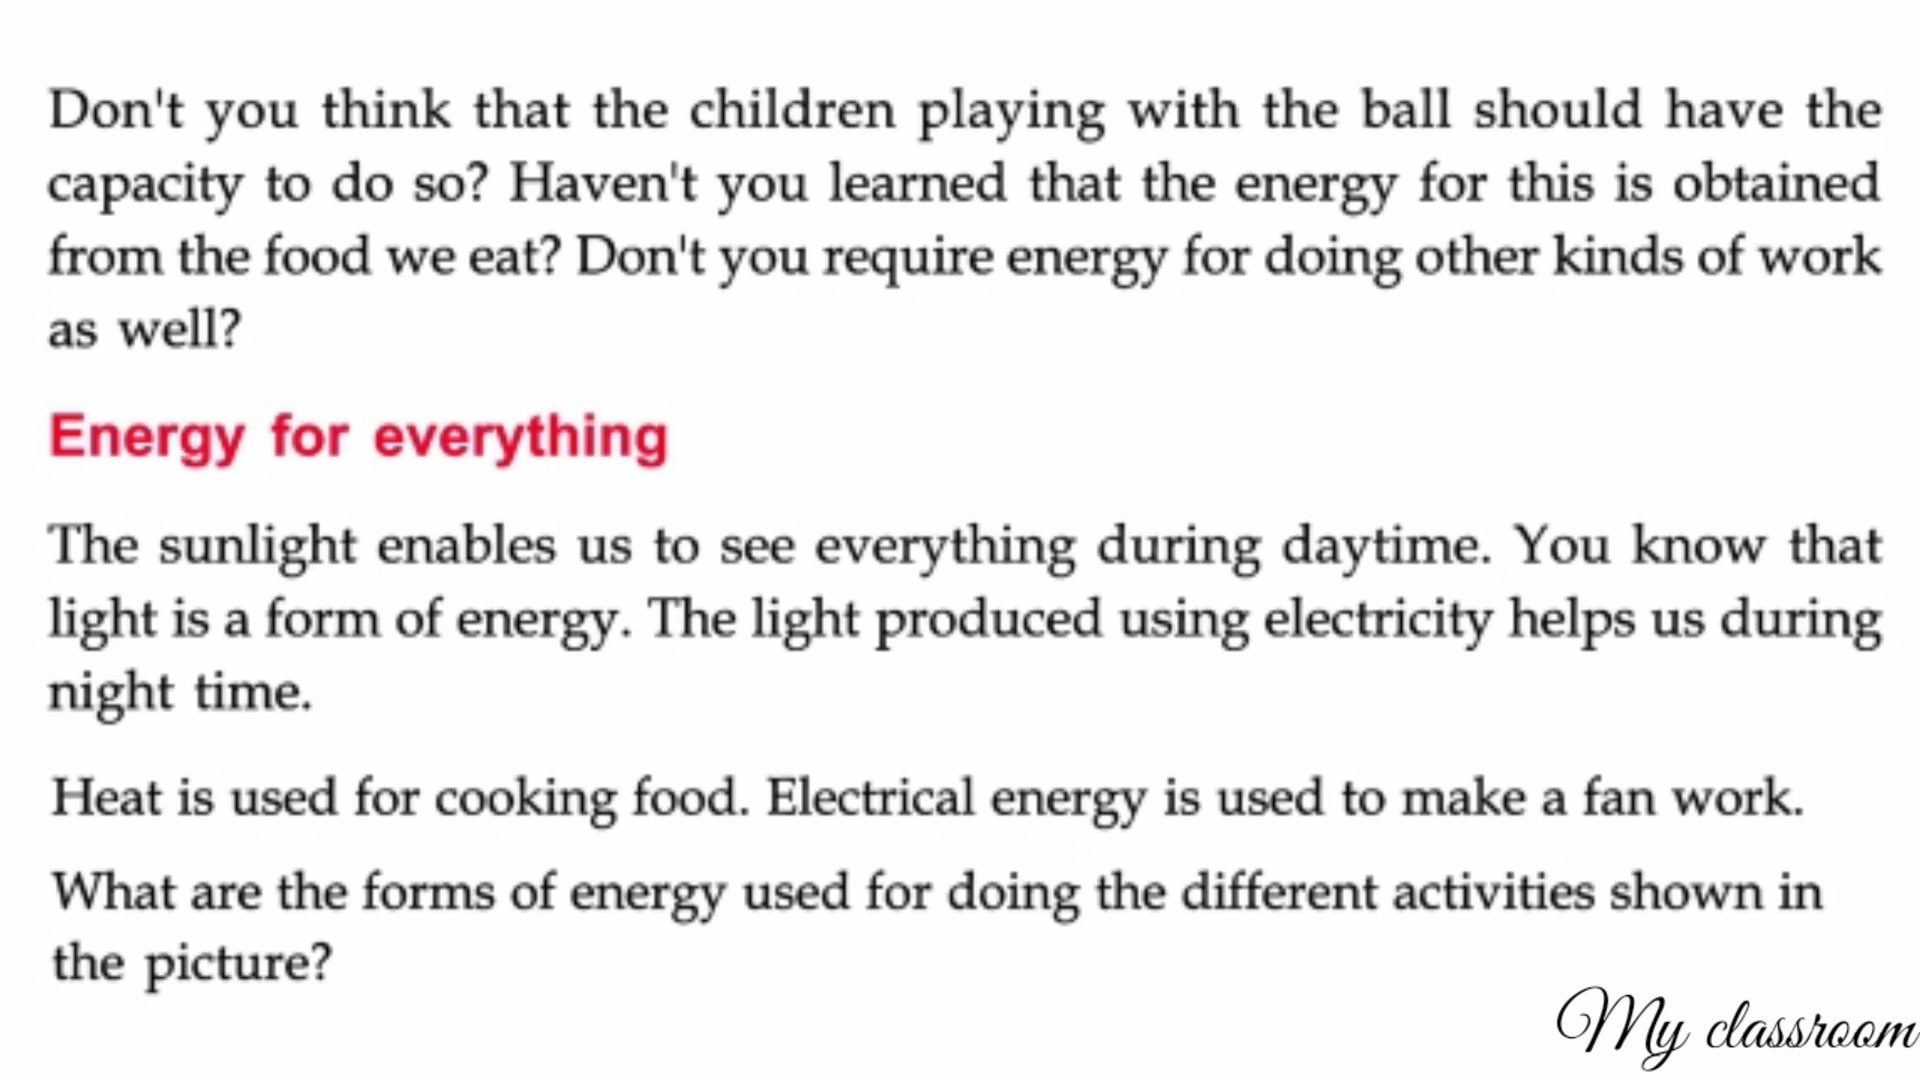 Don't you think that the children playing with the ball should have the
capacity to do so? Haven't you learned that the energy for this is obtained
from the food we eat? Don't you require energy for doing other kinds of work
as well?
Energy for everything
The sunlight enables us to see everything during daytime. You know that
light is a form of energy. The light produced using electricity helps us during
night time.
Heat is used for cooking food. Electrical energy is used to make a fan work.
What are the forms of energy used for doing the different activities shown in
the picture?
My classroom